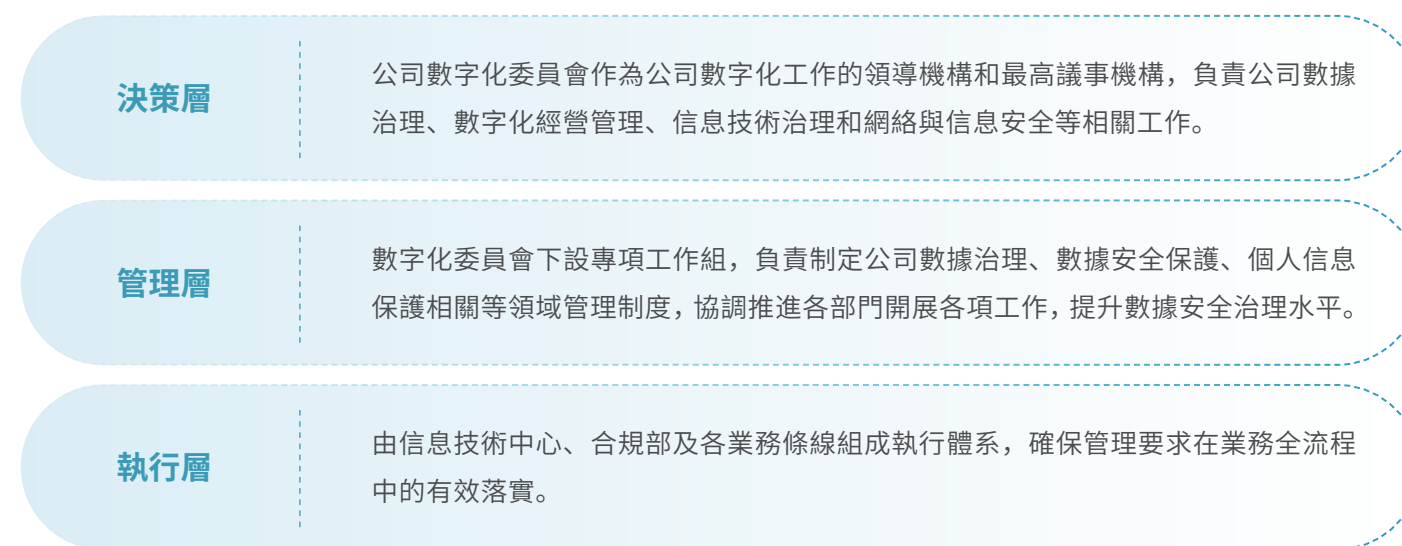 決策層
公司數字化委員會作為公司數字化工作的領導機構和最高議事機構，負責公司數據
治理、數字化經營管理、信息技術治理和網絡與信息安全等相關工作。
管理層
數字化委員會下設專項工作組，負責制定公司數據治理、數據安全保護、個人信息
保護相關等領域管理制度，協調推進各部門開展各項工作，提升數據安全治理水平。
執行層
由信息技術中心、合規部及各業務條線組成執行體系，確保管理要求在業務全流程
中的有效落實。